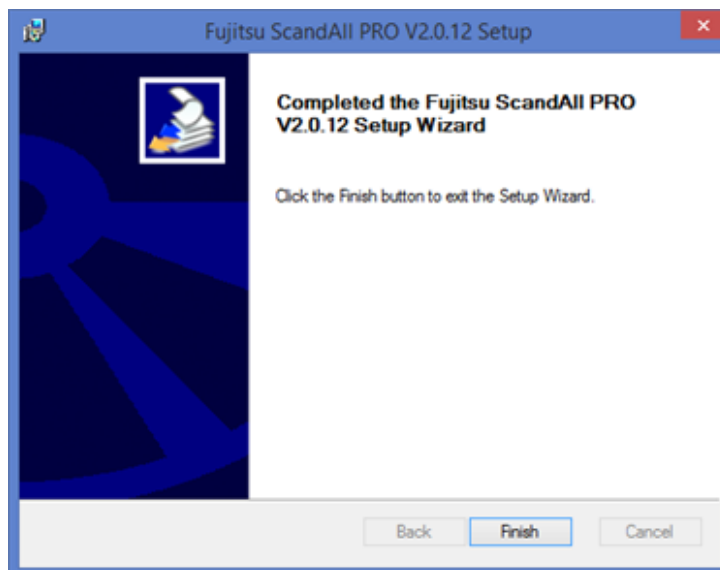 Fujitsu ScandAll PRO V2.0.12 Setup
Completed the Fujitsu ScandAll PRO
V2.0.12 Setup Wizard
Click the Finish button to exit the Setup Wizard.
Back
Finish
Cancel